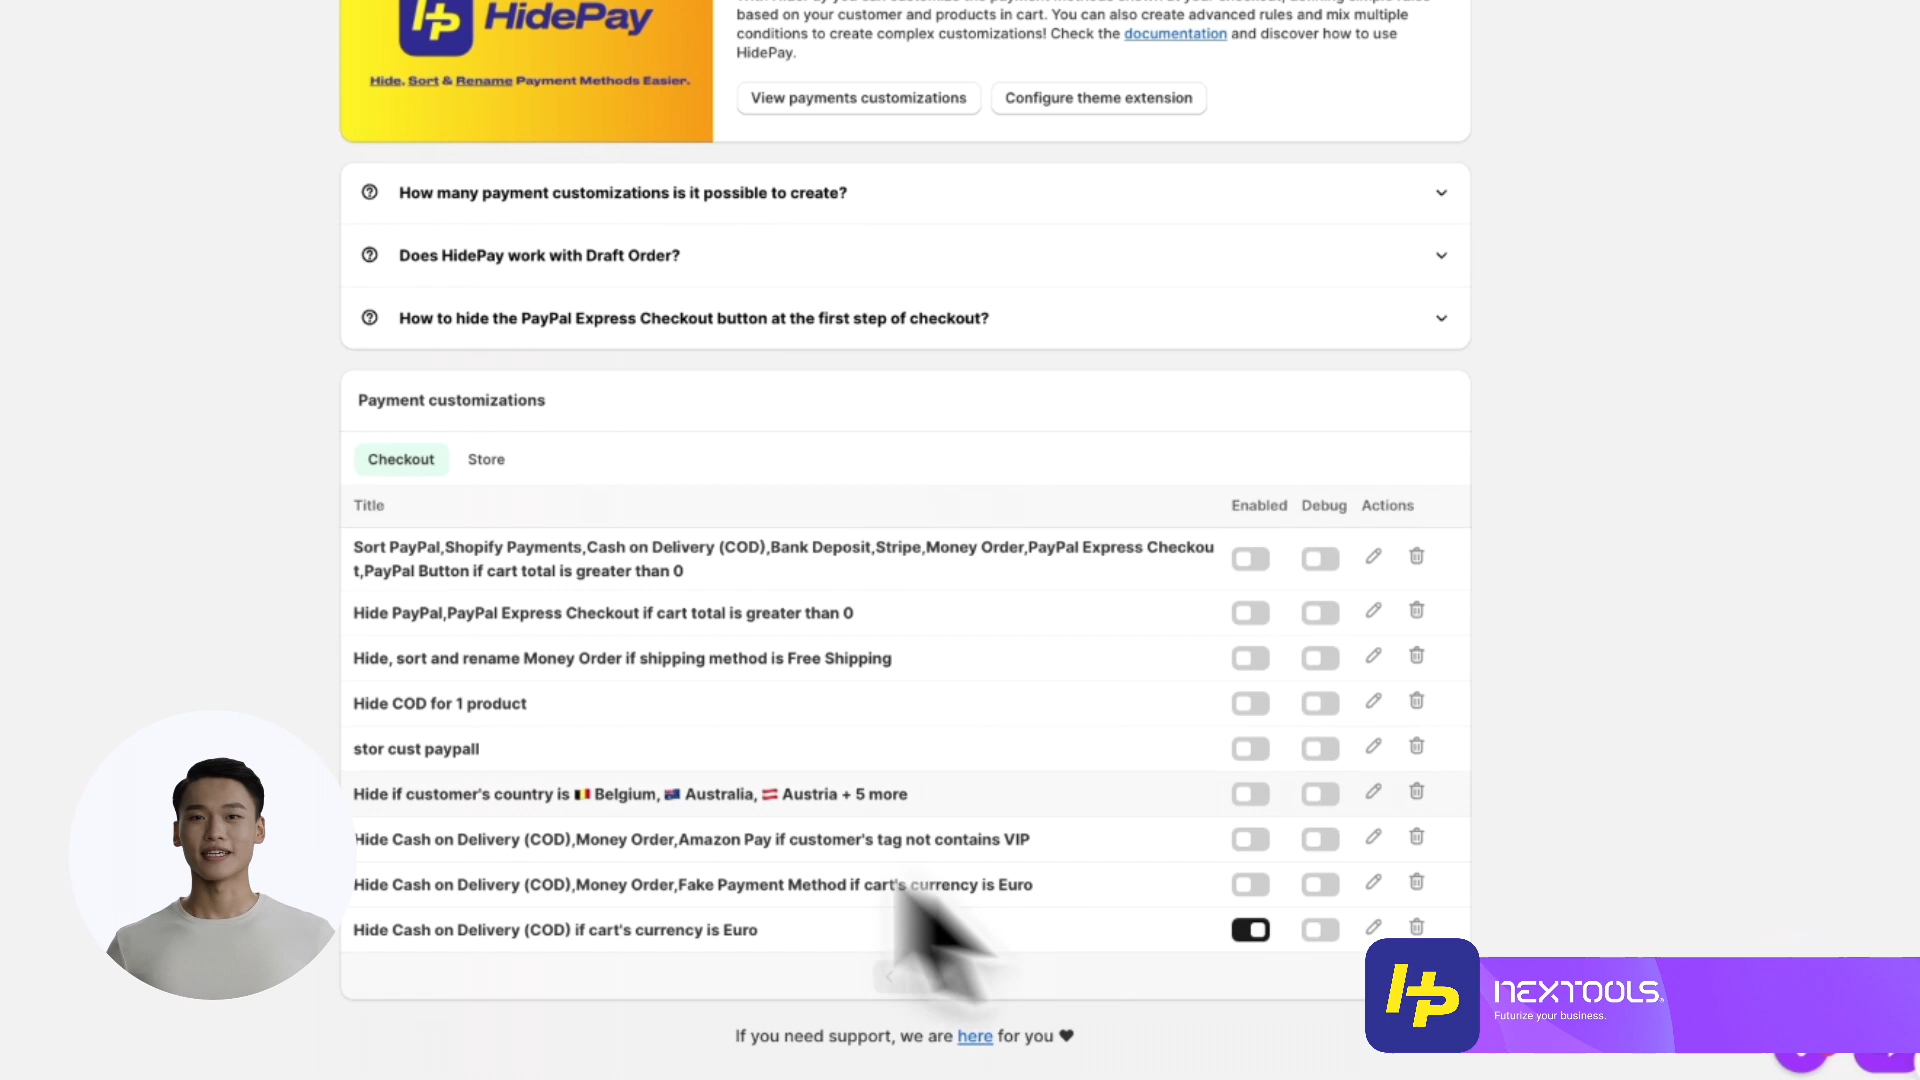 HidePay
Hide, Sort & Rename Payment Methods Easier.
based on your customer and products in cart. You can also create advanced rules and mix multiple
conditions to create complex customizations! Check the documentation and discover how to use
HidePay.
View payments customizations
Configure theme extension
How many payment customizations is it possible to create?
Does HidePay work with Draft Order?
How to hide the PayPal Express Checkout button at the first step of checkout?
Payment customizations
Checkout Store
Title Enabled Debug Actions
Sort PayPal,Shopify Payments,Cash on Delivery (COD),Bank Deposit,Stripe,Money Order,PayPal Express Checkou
t,PayPal Button if cart total is greater than 0
Hide PayPal,PayPal Express Checkout if cart total is greater than 0
Hide, sort and rename Money Order if shipping method is Free Shipping
Hide COD for 1 product
stor cust paypall
Hide if customer's country is 🇧🇪 Belgium, 🇦🇺 Australia, 🇦🇹 Austria + 5 more
Hide Cash on Delivery (COD),Money Order,Amazon Pay if customer's tag not contains VIP
Hide Cash on Delivery (COD),Money Order,Fake Payment Method if cart's currency is Euro
Hide Cash on Delivery (COD) if cart's currency is Euro
If you need support, we are here for you ♥
HP
NEXTOOLS
Futurize your business.